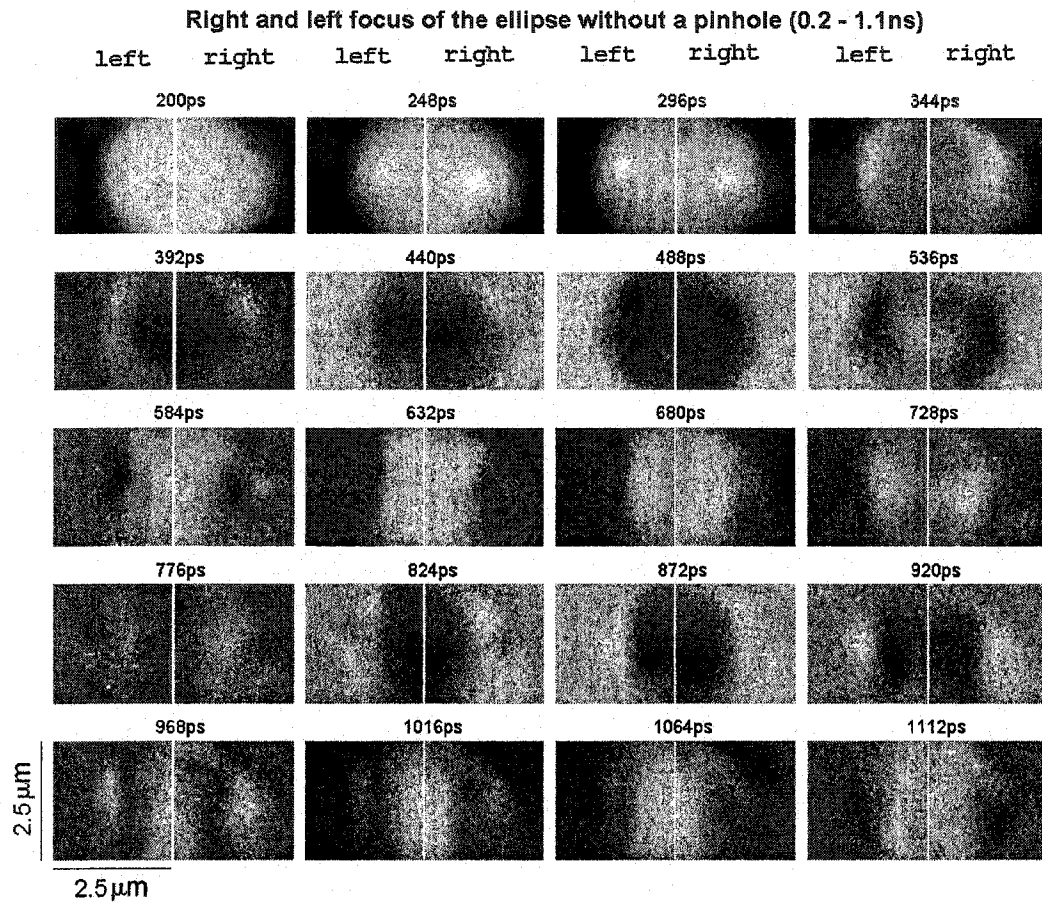 Right and left focus of the ellipse without a pinhole (0.2 - 1.1ns)
left right left right left right left right
200ps 248ps 296ps 344ps
392ps 440ps 488ps 536ps
584ps 632ps 680ps 728ps
776ps 824ps 872ps 920ps
968ps 1016ps 1064ps 1112ps
2.5μm
2.5μm